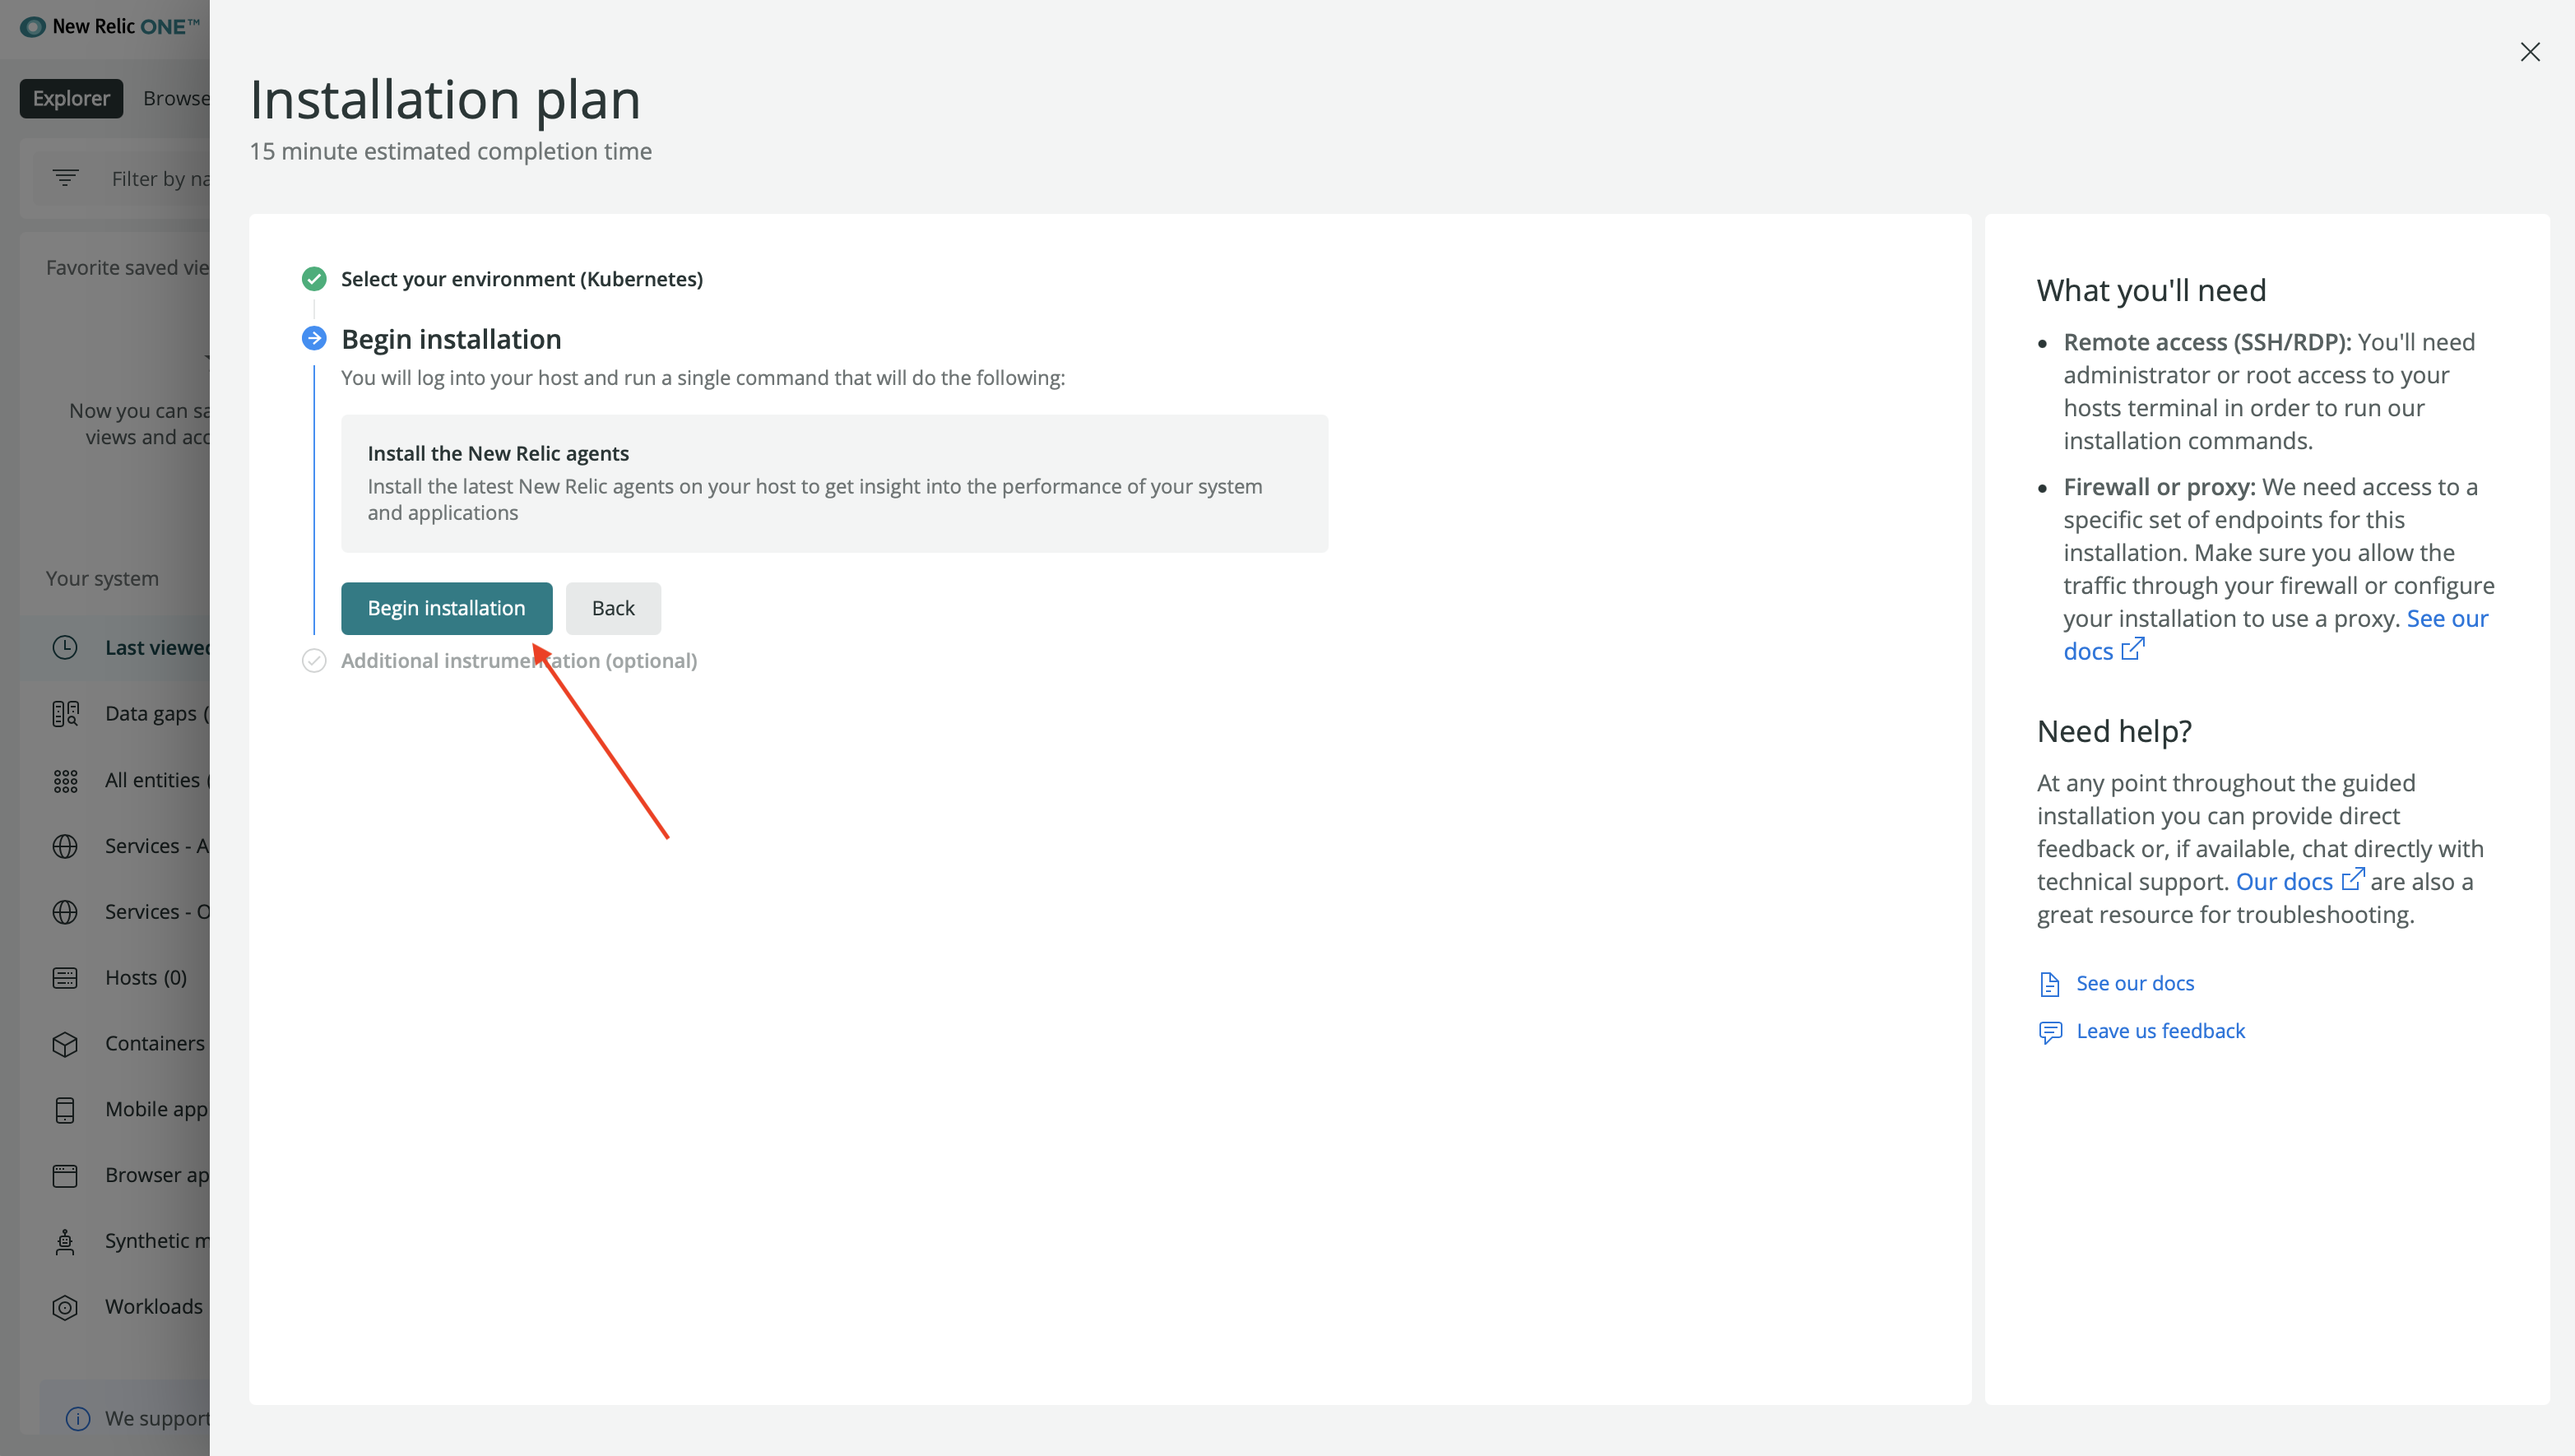 New Relic ONE™
Explorer
Browse
Filter by na
Favorite saved vie
Now you can sa
views and acc
Your system
Last viewed
Data gaps (
All entities (
Services - A
Services - O
Hosts (0)
Containers
Mobile app
Browser ap
Synthetic m
Workloads
We support
Installation plan
15 minute estimated completion time
Select your environment (Kubernetes)
Begin installation
You will log into your host and run a single command that will do the following:
Install the New Relic agents
Install the latest New Relic agents on your host to get insight into the performance of your system
and applications
Begin installation
Back
Additional instrumentation (optional)
What you'll need
• Remote access (SSH/RDP): You'll need
administrator or root access to your
hosts terminal in order to run our
installation commands.
• Firewall or proxy: We need access to a
specific set of endpoints for this
installation. Make sure you allow the
traffic through your firewall or configure
your installation to use a proxy. See our
docs
Need help?
At any point throughout the guided
installation you can provide direct
feedback or, if available, chat directly with
technical support. Our docs are also a
great resource for troubleshooting.
See our docs
Leave us feedback